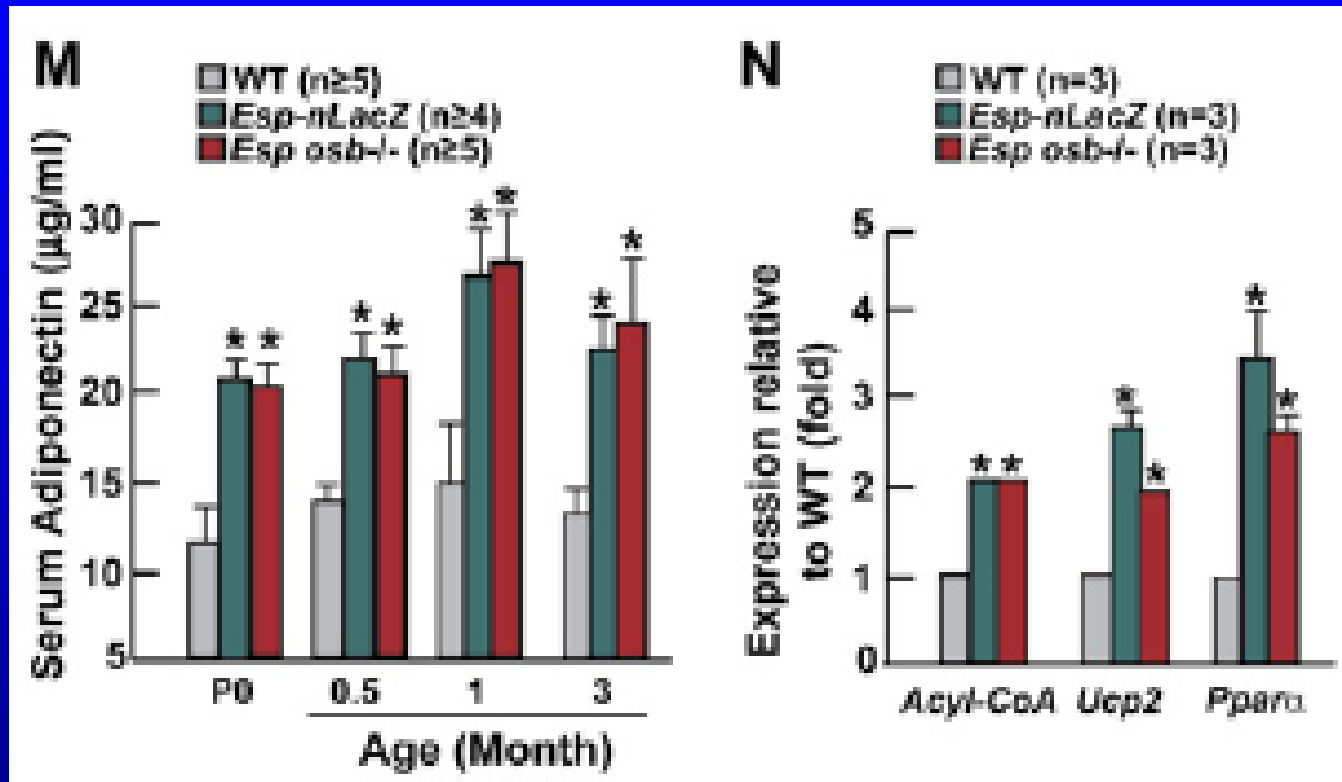 M
WT (n≥5)
Esp-nLacZ (n≥4)
Esp osb-/- (n≥5)
Serum Adiponectin (µg/ml)
30
25
20
15
10
5
* * * * * * * *
P0 0.5 1 3
Age (Month)
N
WT (n=3)
Esp-nLacZ (n=3)
Esp osb-/- (n=3)
Expression relative
to WT (fold)
5
4
3
2
1
0
* * * * * *
Acyl-CoA Ucp2 Pparα